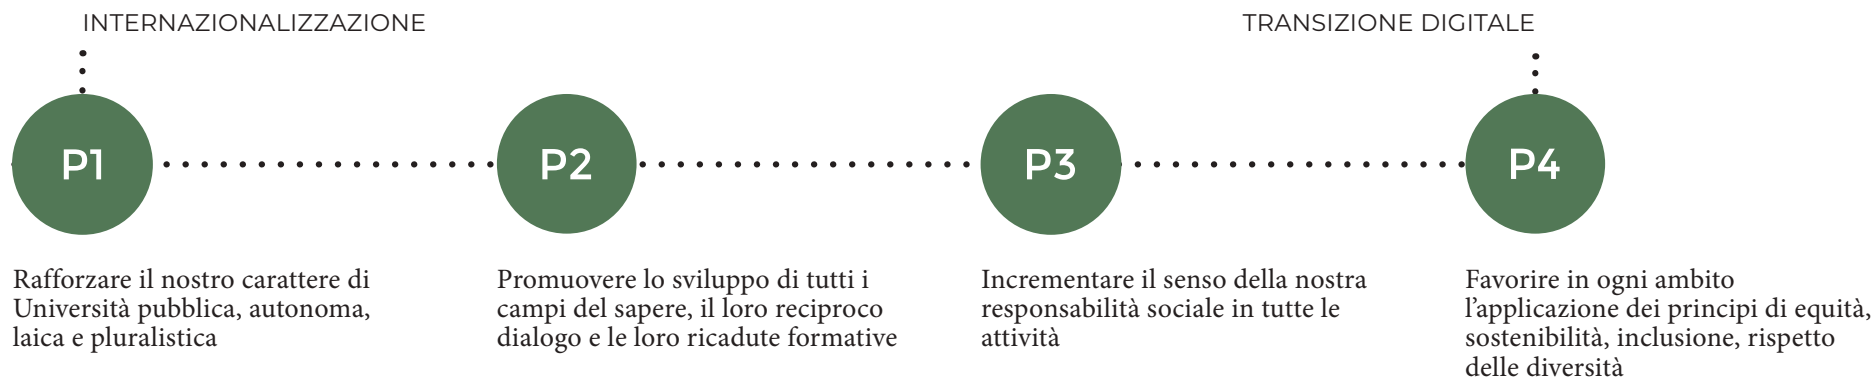 INTERNAZIONALIZZAZIONE
TRANSIZIONE DIGITALE
P1
P2
P3
P4
Rafforzare il nostro carattere di
Università pubblica, autonoma,
laica e pluralistica
Promuovere lo sviluppo di tutti i
campi del sapere, il loro reciproco
dialogo e le loro ricadute formative
Incrementare il senso della nostra
responsabilità sociale in tutte le
attività
Favorire in ogni ambito
l’applicazione dei principi di equità,
sostenibilità, inclusione, rispetto
delle diversità